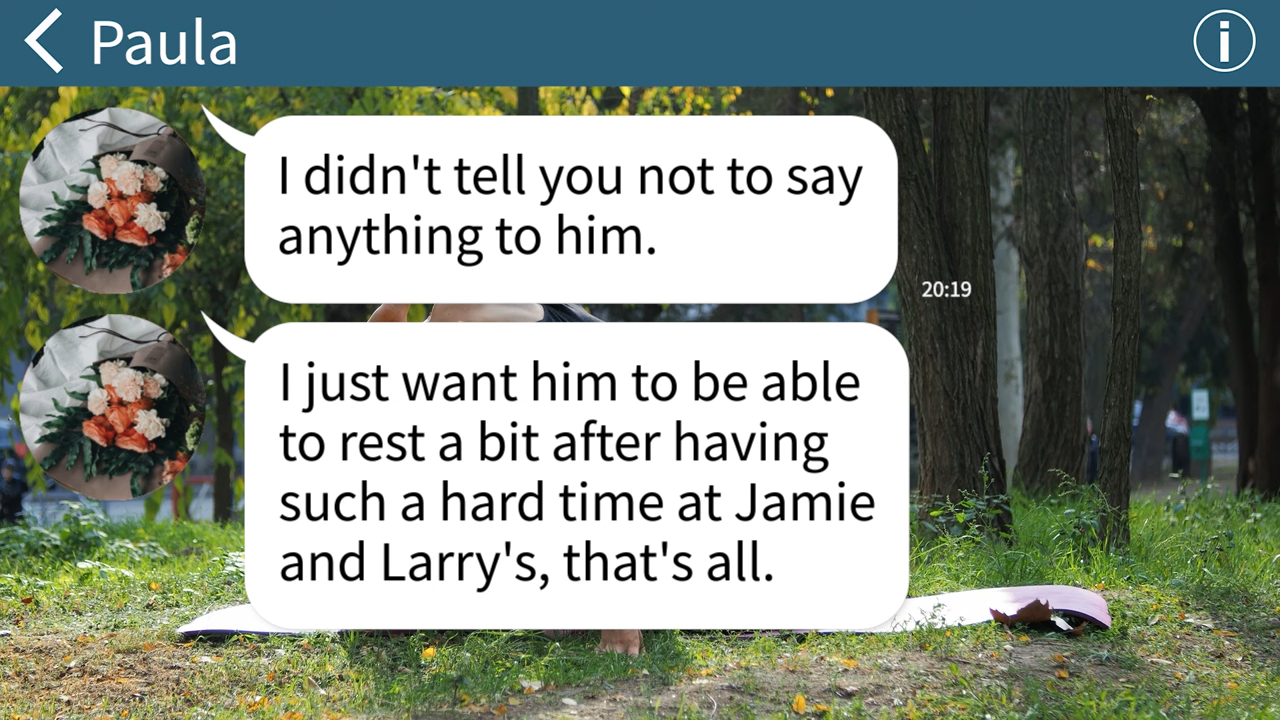 Paula
I didn't tell you not to say
anything to him.
20:19
I just want him to be able
to rest a bit after having
such a hard time at Jamie
and Larry's, that's all.